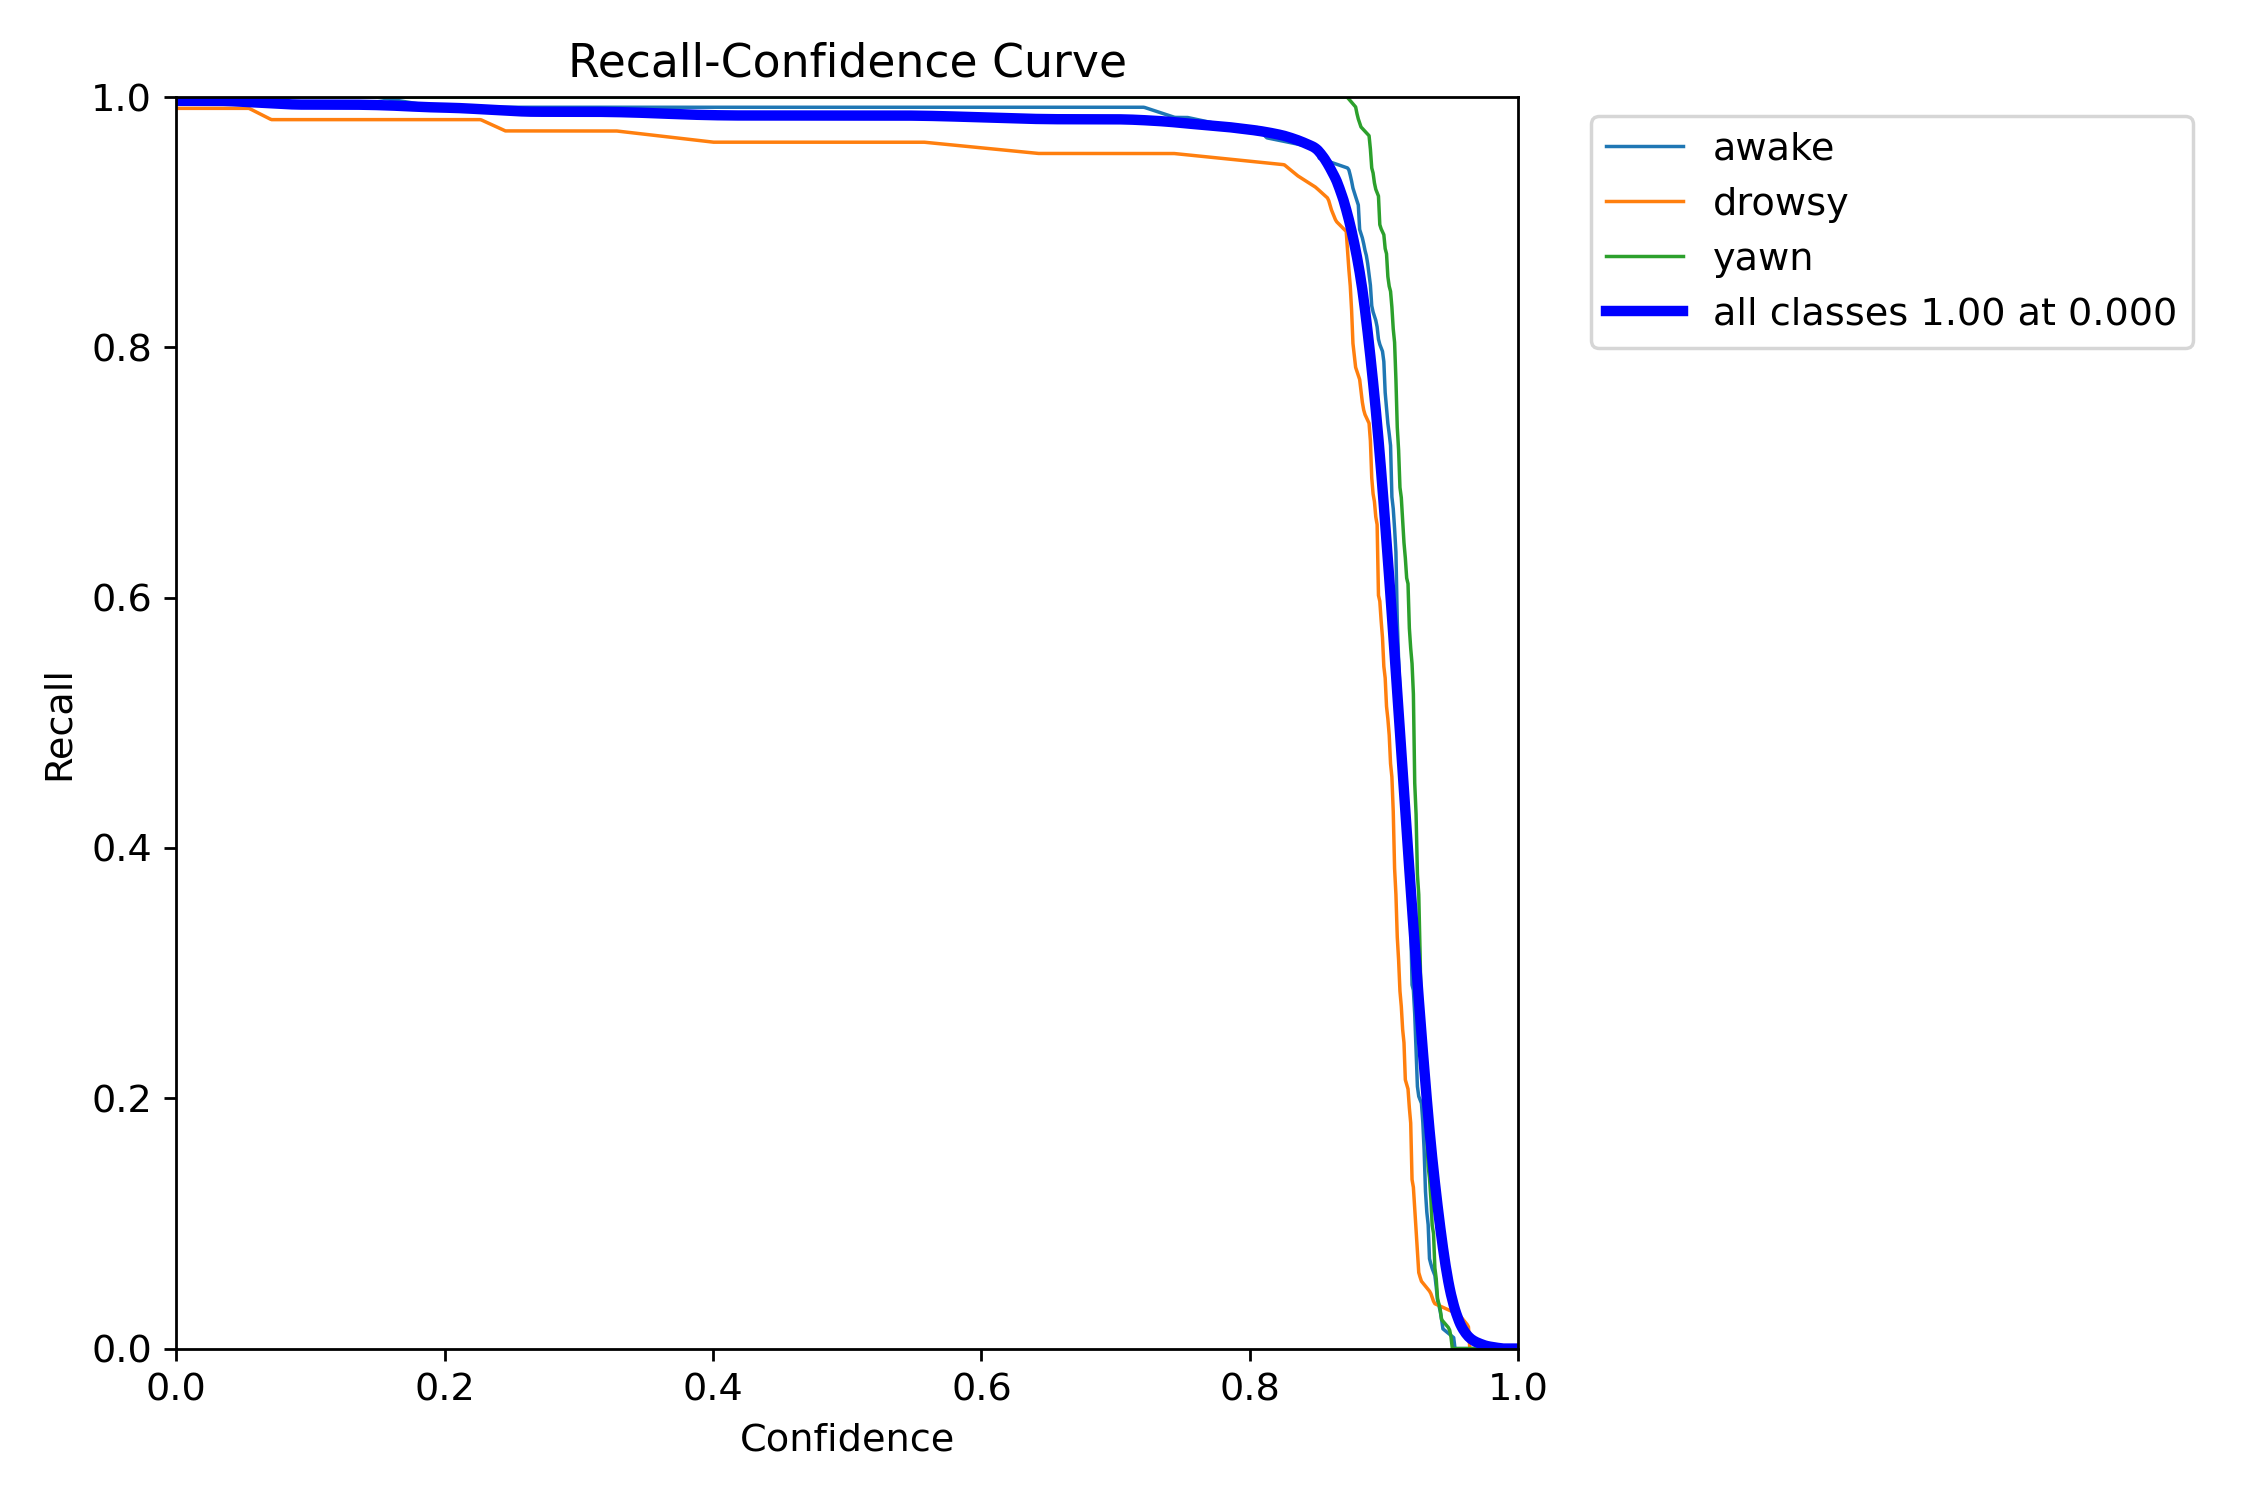 Recall-Confidence Curve
1.0
0.8
0.6
0.4
0.2
0.0
Recall
0.0 0.2 0.4 0.6 0.8 1.0
Confidence
awake
drowsy
yawn
all classes 1.00 at 0.000